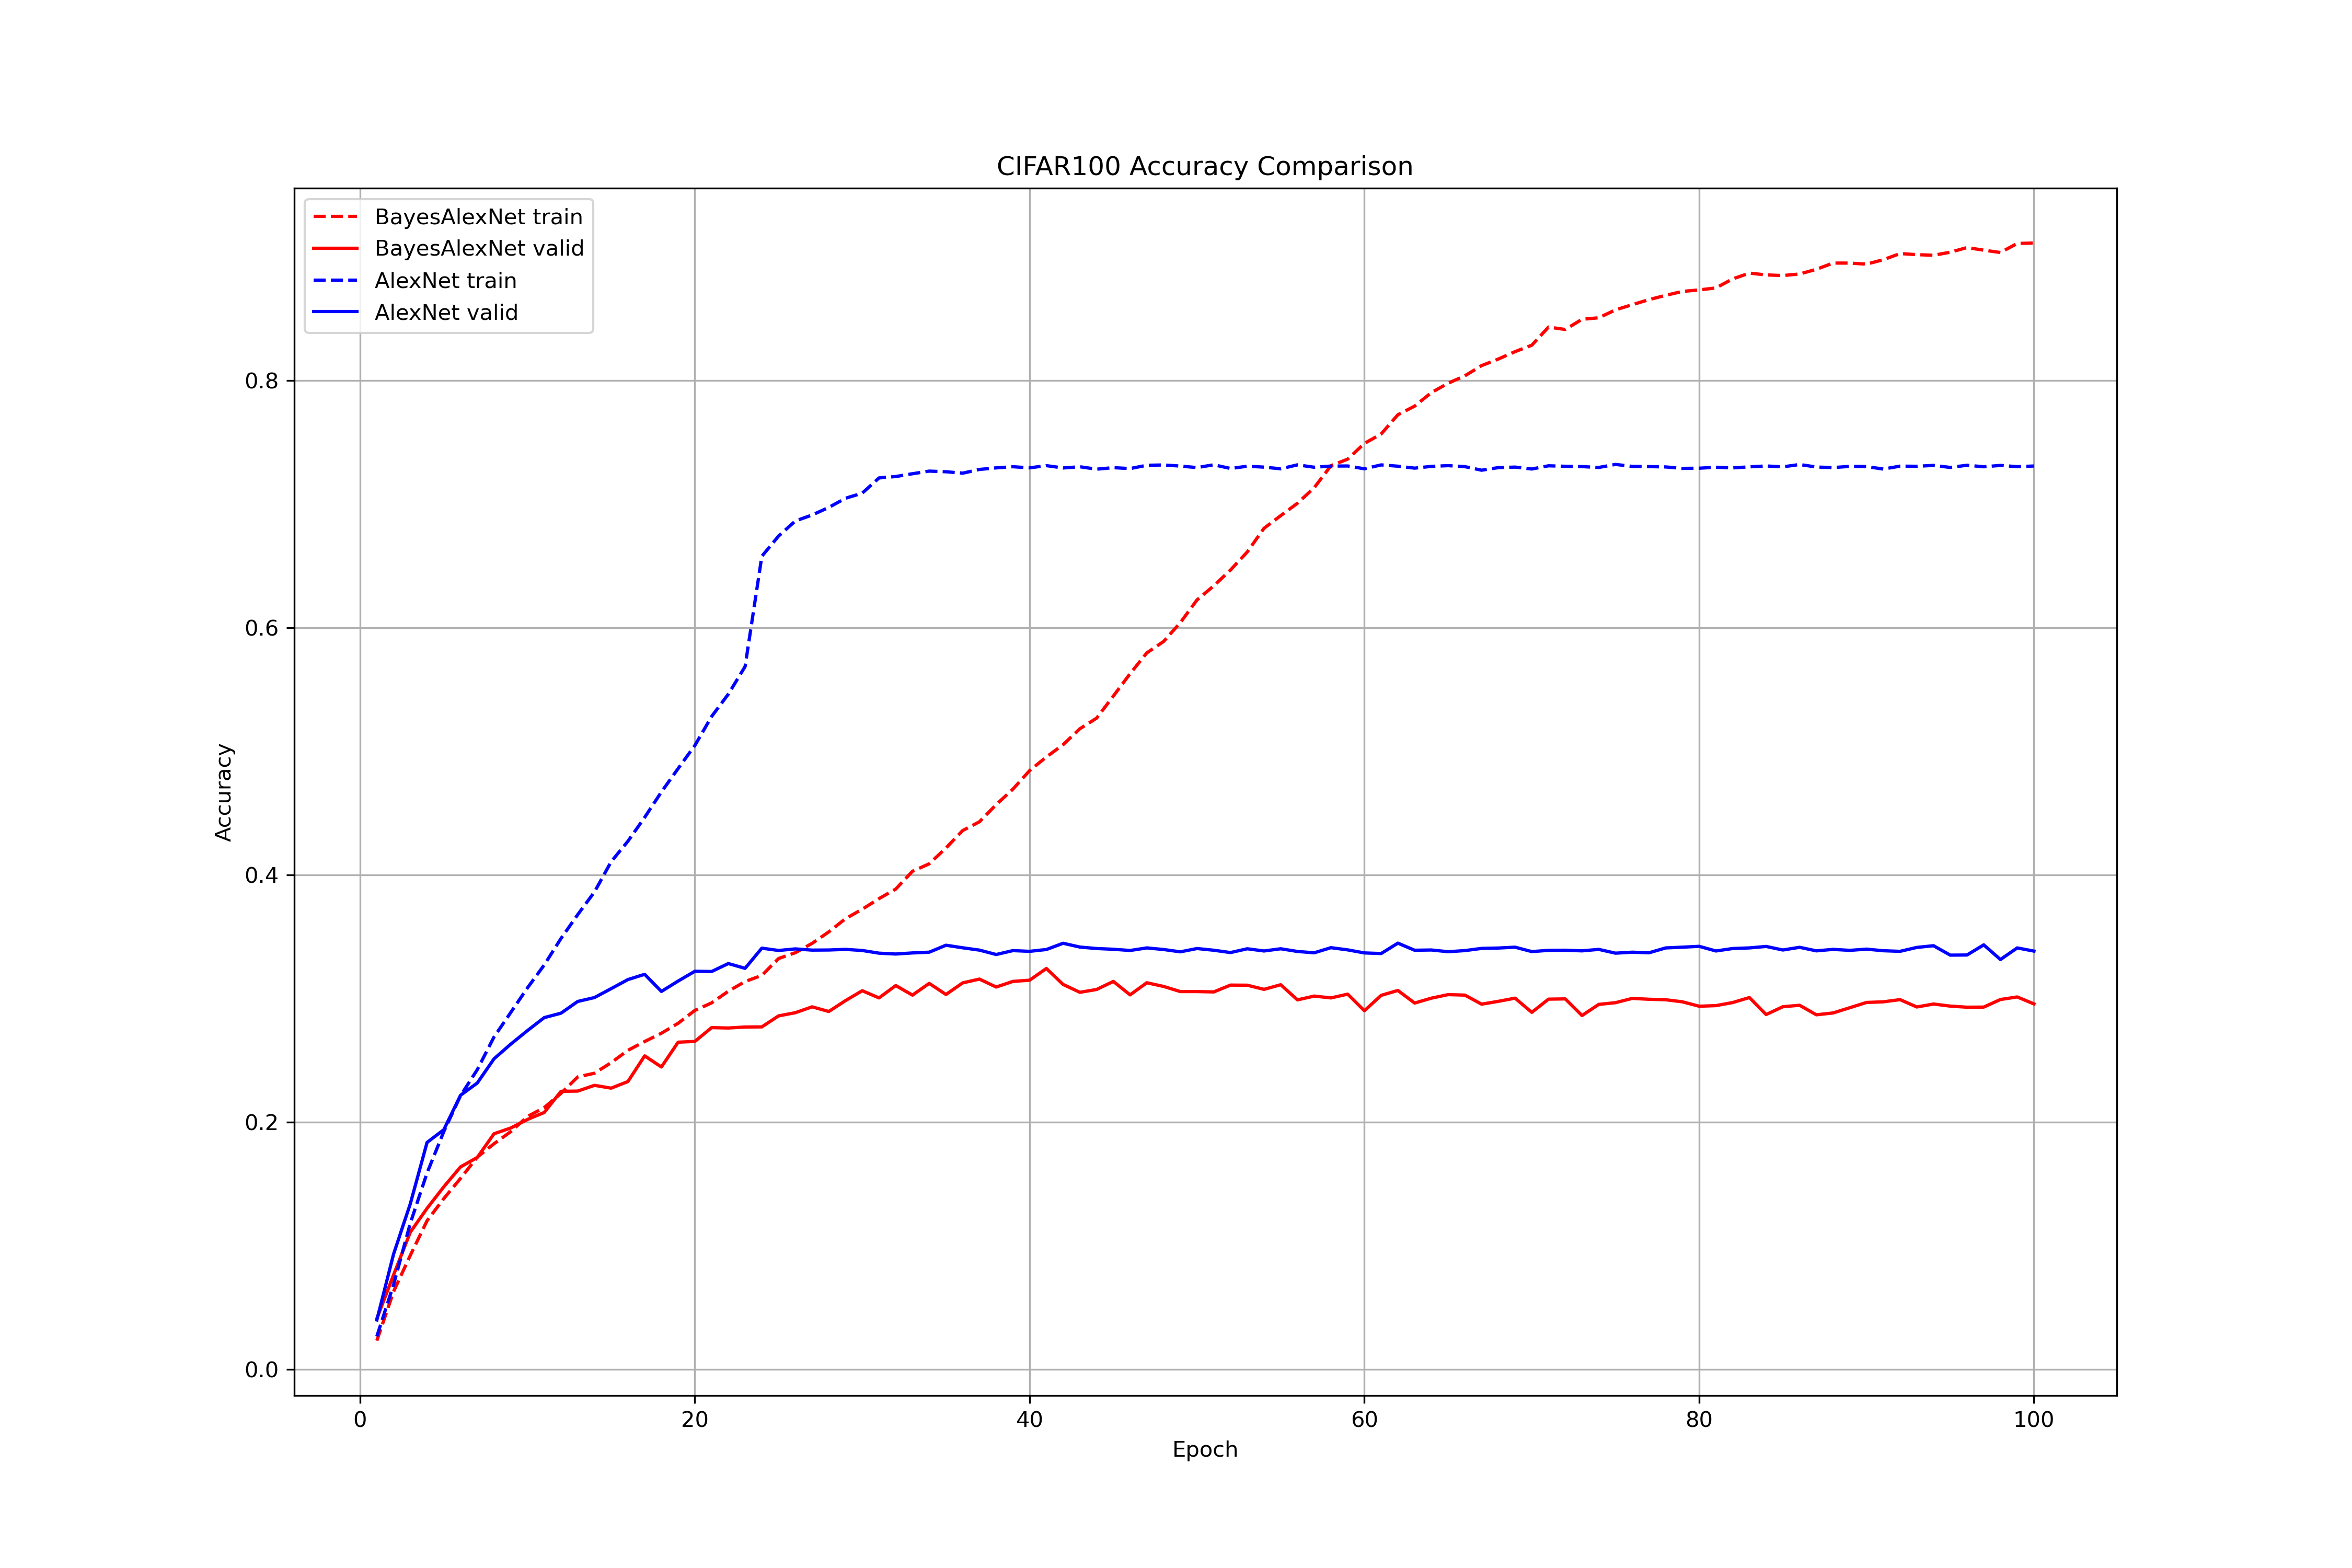 CIFAR100 Accuracy Comparison
BayesAlexNet train
BayesAlexNet valid
AlexNet train
AlexNet valid
0.8
0.6
0.4
0.2
0.0
Accuracy
0 20 40 60 80 100
Epoch